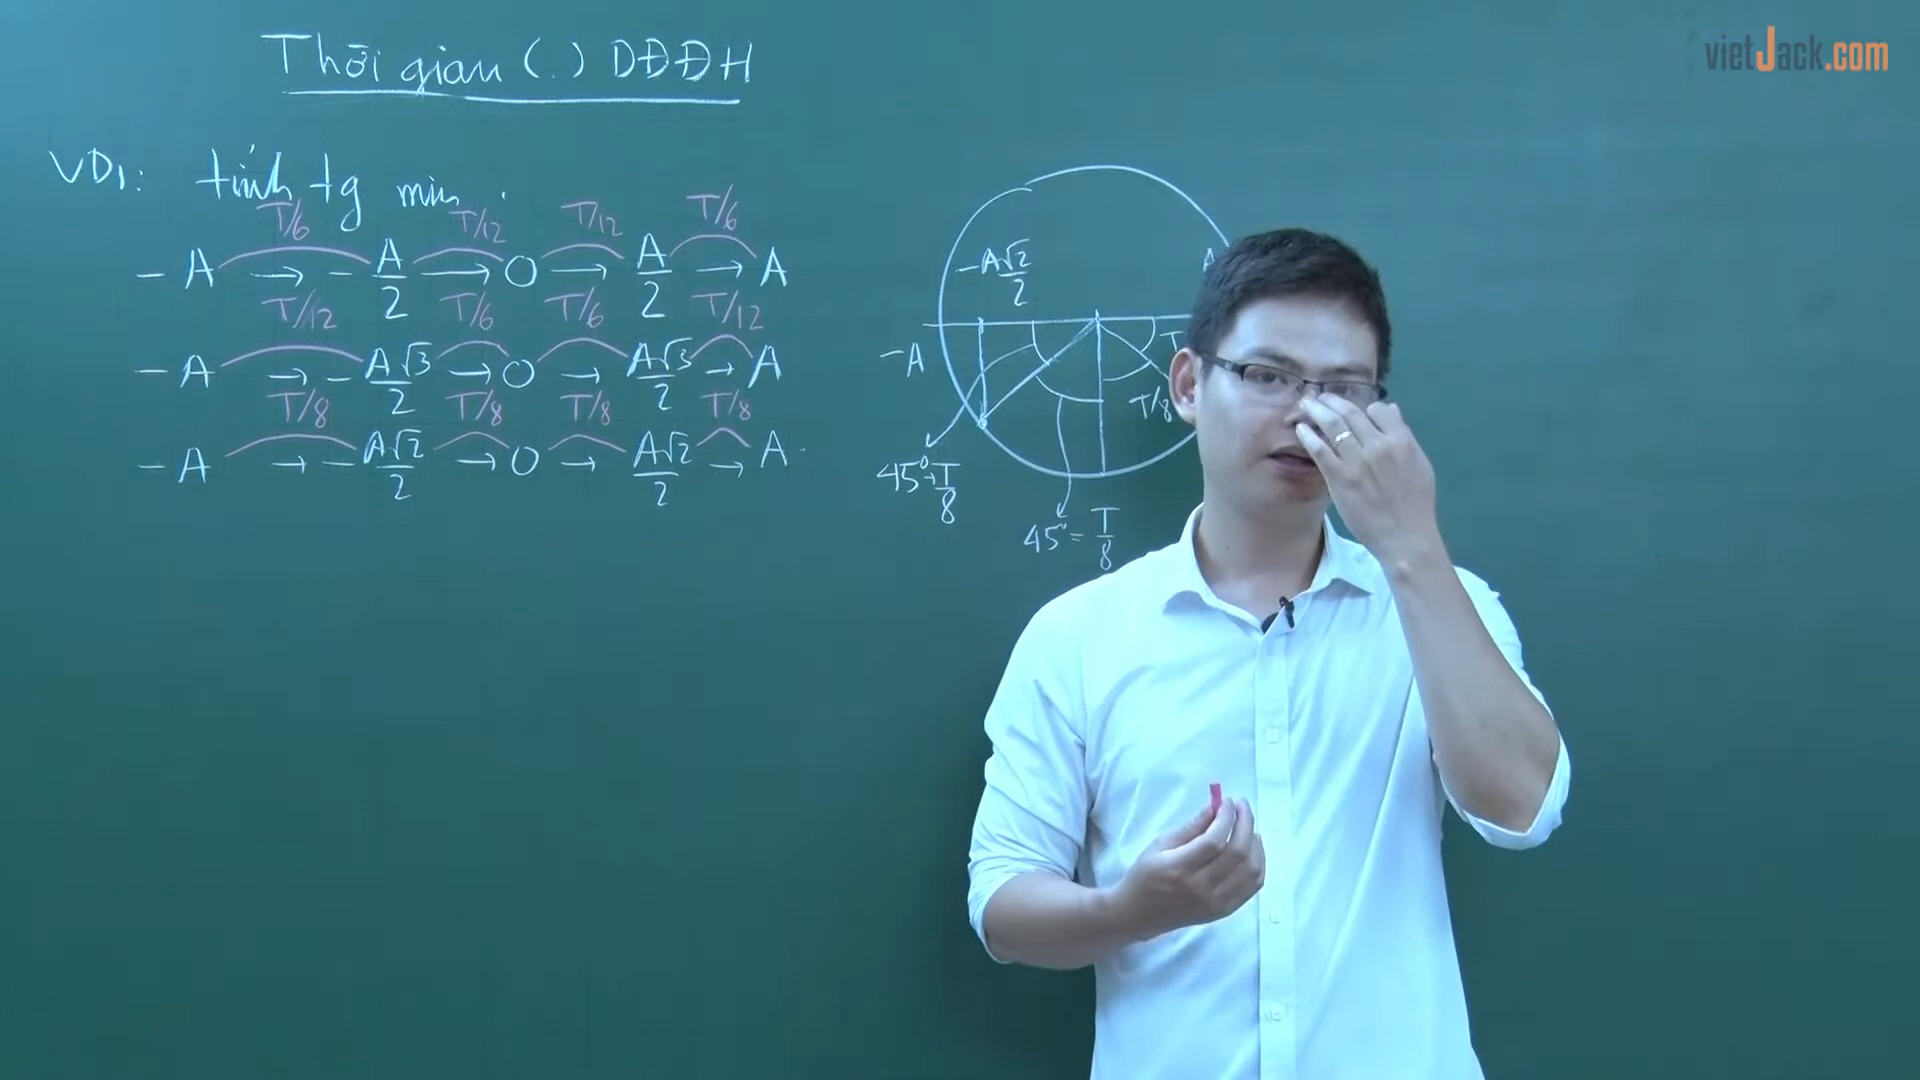 Thời gian (.) DĐĐH
vietJack.com
VD1: tính tg min.
T/6 T/12 T/12 T/6
-A → -A/2 → O → A/2 → A
T/12 T/6 T/6 T/12
-A → -A√3/2 → O → A√3/2 → A
T/8 T/8 T/8 T/8
-A → -A√2/2 → O → A√2/2 → A
-A√2/2 A
-A T
T/8
45° → T/8
45° = T/8